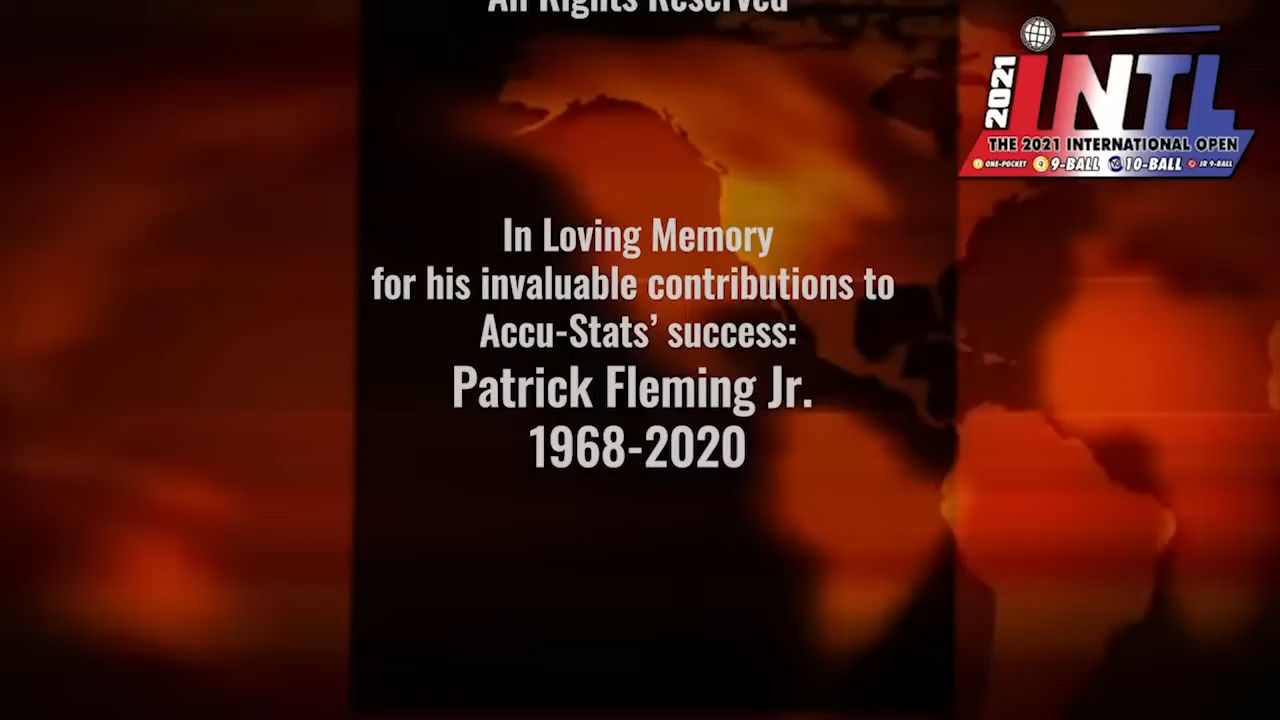 All Rights Reserved
2021
INTL
THE 2021 INTERNATIONAL OPEN
ONE-POCKET 9 9-BALL 10-BALL JR 9-BALL
In Loving Memory
for his invaluable contributions to
Accu-Stats’ success:
Patrick Fleming Jr.
1968-2020